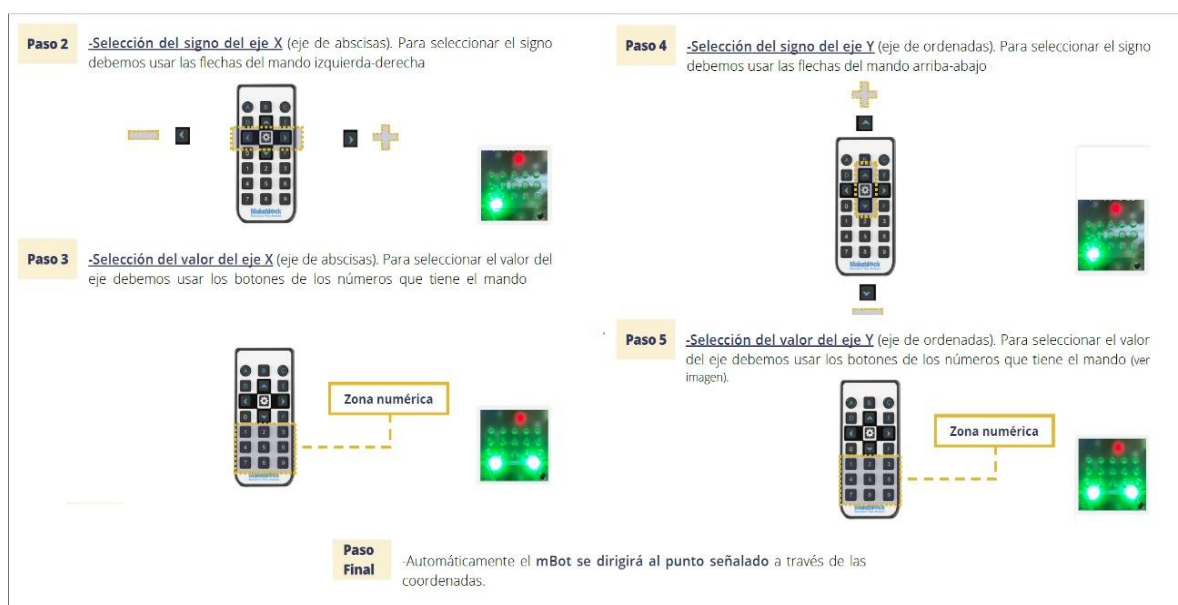 Paso 2
-Selección del signo del eje X (eje de abscisas). Para seleccionar el signo
debemos usar las flechas del mando izquierda-derecha
Paso 3
-Selección del valor del eje X (eje de abscisas). Para seleccionar el valor del
eje debemos usar los botones de los números que tiene el mando
Zona numérica
Paso 4
-Selección del signo del eje Y (eje de ordenadas). Para seleccionar el signo
debemos usar las flechas del mando arriba-abajo
Paso 5
-Selección del valor del eje Y (eje de ordenadas). Para seleccionar el valor
del eje debemos usar los botones de los números que tiene el mando (ver
imagen).
Zona numérica
Paso
Final
-Automáticamente el mBot se dirigirá al punto señalado a través de las
coordenadas.